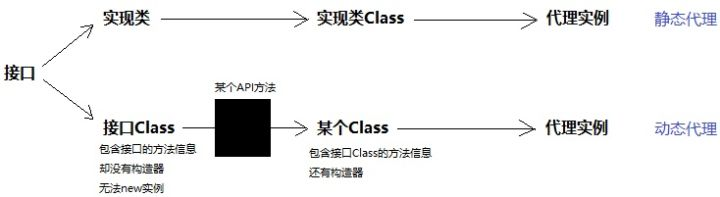 实现类
实现类Class
代理实例
静态代理
接口
某个API方法
接口Class
某个Class
代理实例
动态代理
包含接口的方法信息
却没有构造器
无法new实例
包含接口Class的方法信息
还有构造器